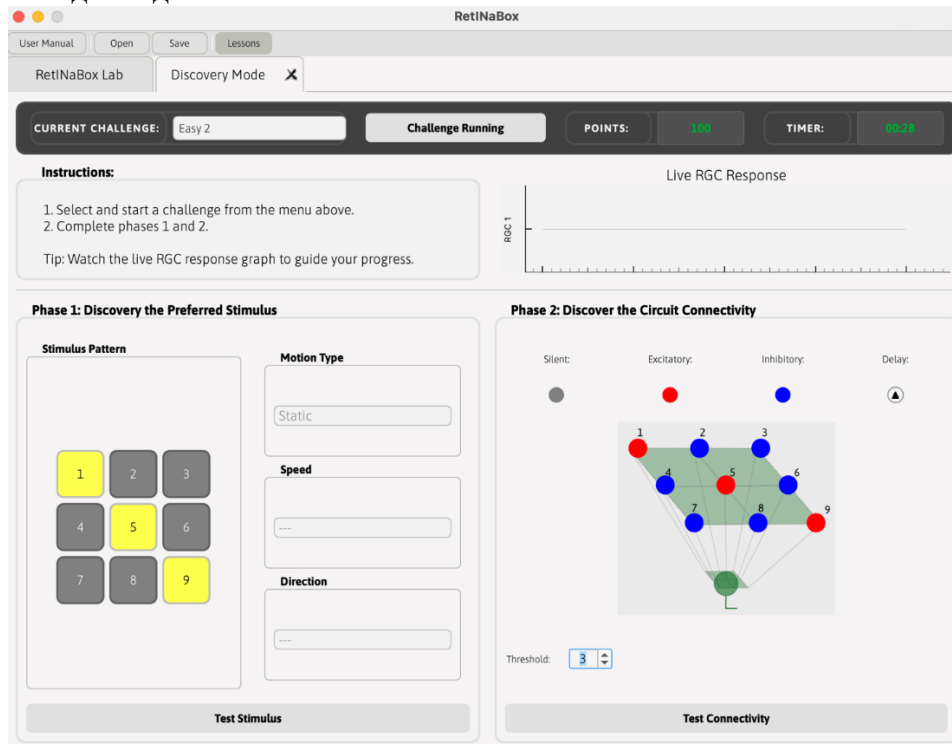 RetINaBox
User Manual Open Save Lessons
RetINaBox Lab Discovery Mode X
CURRENT CHALLENGE: Easy 2 Challenge Running POINTS: 100 TIMER: 00:28
Instructions:
1. Select and start a challenge from the menu above.
2. Complete phases 1 and 2.
Tip: Watch the live RGC response graph to guide your progress.
Live RGC Response
RGC 1
Phase 1: Discovery the Preferred Stimulus
Stimulus Pattern
1 2 3
4 5 6
7 8 9
Motion Type
Static
Speed
---
Direction
---
Test Stimulus
Phase 2: Discover the Circuit Connectivity
Silent: Excitatory: Inhibitory: Delay:
1 2 3
4 5 6
7 8 9
Threshold: 3
Test Connectivity